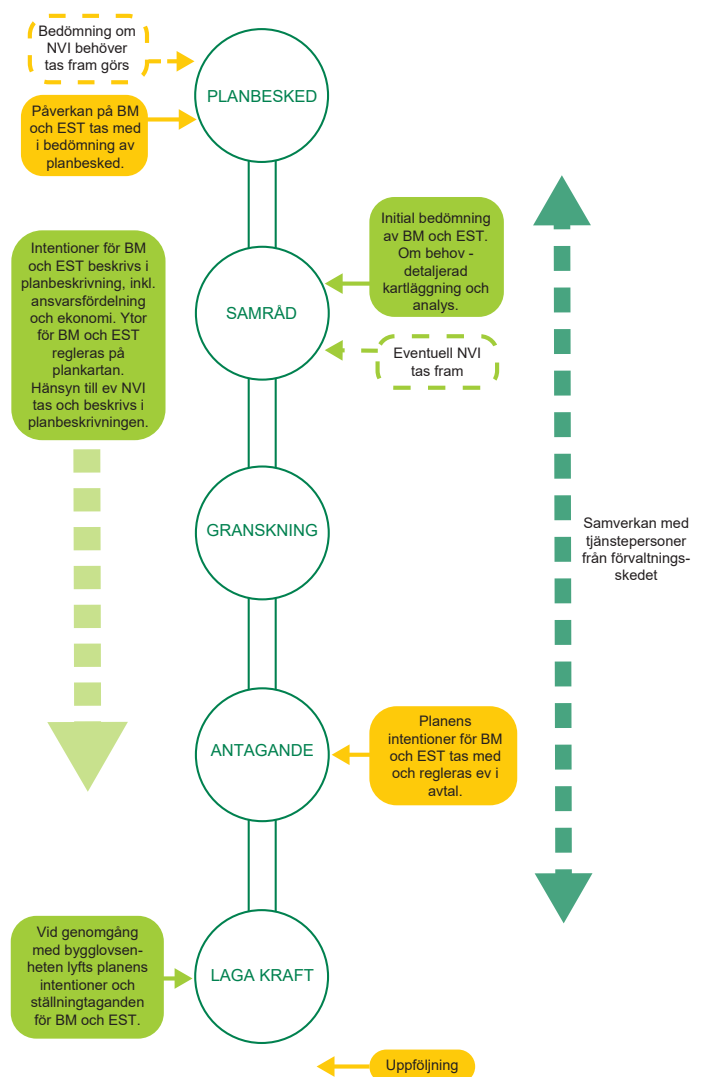 Bedömning om
NVI behöver
tas fram görs
PLANBESKED
Påverkan på BM
och EST tas med
i bedömning av
planbesked.
Initial bedömning
av BM och EST.
Om behov -
detaljerad
kartläggning och
analys.
Intentioner för BM
och EST beskrivs i
planbeskrivning, inkl.
ansvarsfördelning
och ekonomi. Ytor
för BM och EST
regleras på
plankartan.
Hänsyn till ev NVI
tas och beskrivs i
planbeskrivningen.
SAMRÅD
Eventuell NVI
tas fram
GRANSKNING
Samverkan med
tjänstepersoner
från förvaltnings-
skedet
ANTAGANDE
Planens
intentioner för BM
och EST tas med
och regleras ev i
avtal.
Vid genomgång
med bygglovsen-
heten lyfts planens
intentioner och
ställningtaganden
för BM och EST.
LAGA KRAFT
Uppföljning